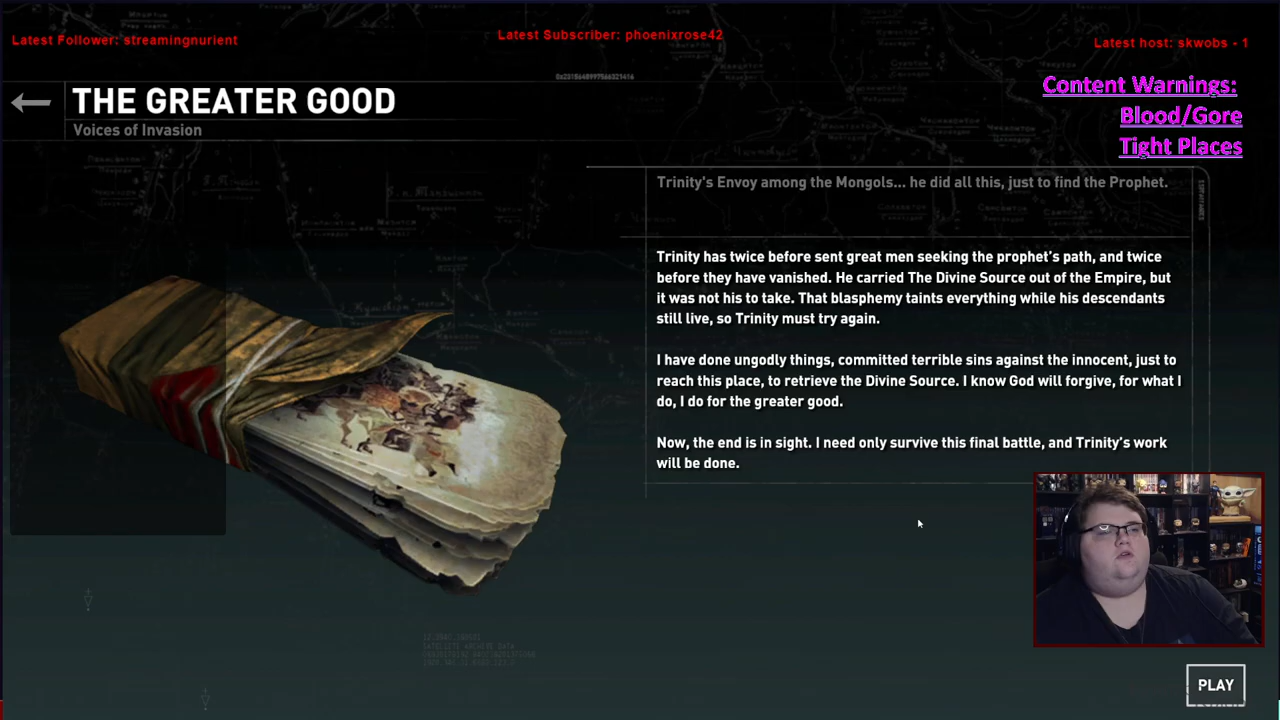 Latest Follower: streamingnurient
Latest Subscriber: phoenixrose42
Latest host: skwobs - 1
THE GREATER GOOD
Voices of Invasion
Content Warnings:
Blood/Gore
Tight Places
Trinity's Envoy among the Mongols... he did all this, just to find the Prophet.
Trinity has twice before sent great men seeking the prophet's path, and twice
before they have vanished. He carried The Divine Source out of the Empire, but
it was not his to take. That blasphemy taints everything while his descendants
still live, so Trinity must try again.
I have done ungodly things, committed terrible sins against the innocent, just to
reach this place, to retrieve the Divine Source. I know God will forgive, for what I
do, I do for the greater good.
Now, the end is in sight. I need only survive this final battle, and Trinity's work
will be done.
PLAY